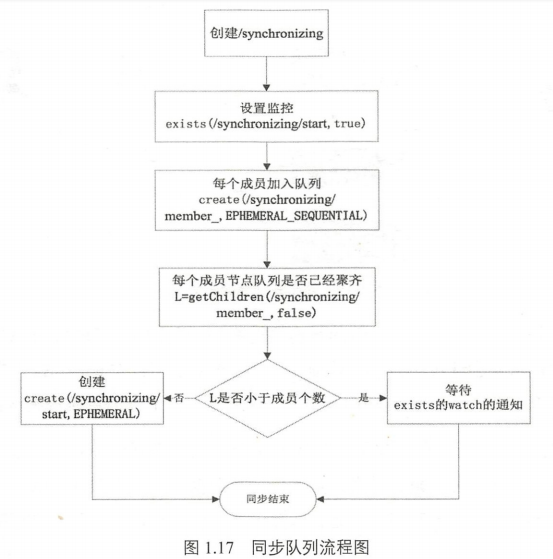 创建/synchronizing
设置监控
exists(/synchronizing/start,true)
每个成员加入队列
create(/synchronizing/
member_,EPHEMERAL_SEQUENTIAL)
每个成员节点队列是否已经聚齐
L=getChildren(/synchronizing/
member_,false)
L是否小于成员个数
否
是
创建
create(/synchronizing/
start,EPHEMERAL)
等待
exists的watch的通知
同步结束
图 1.17 同步队列流程图